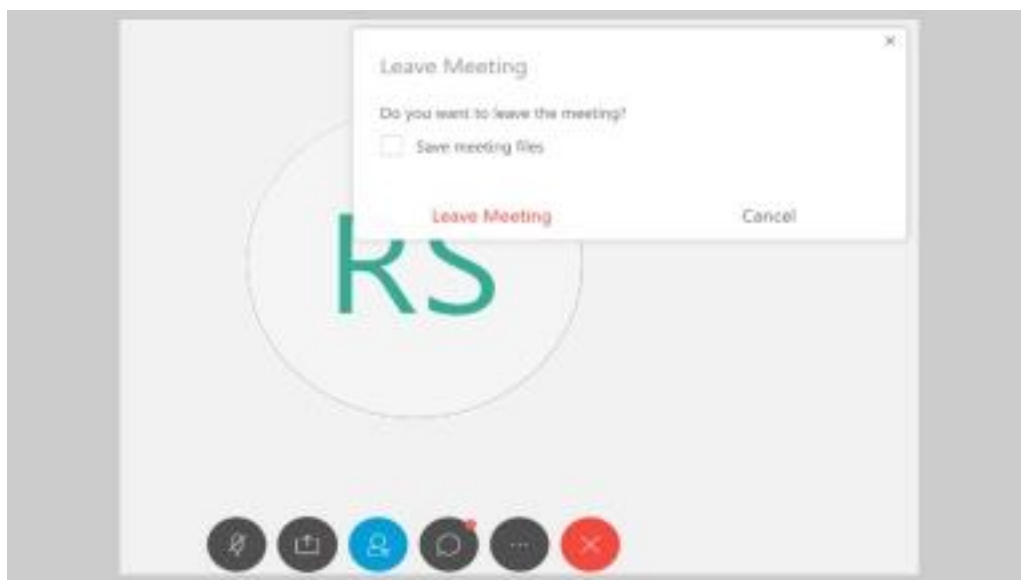 Leave Meeting
Do you want to leave the meeting?
Save meeting files
Leave Meeting
Cancel
RS